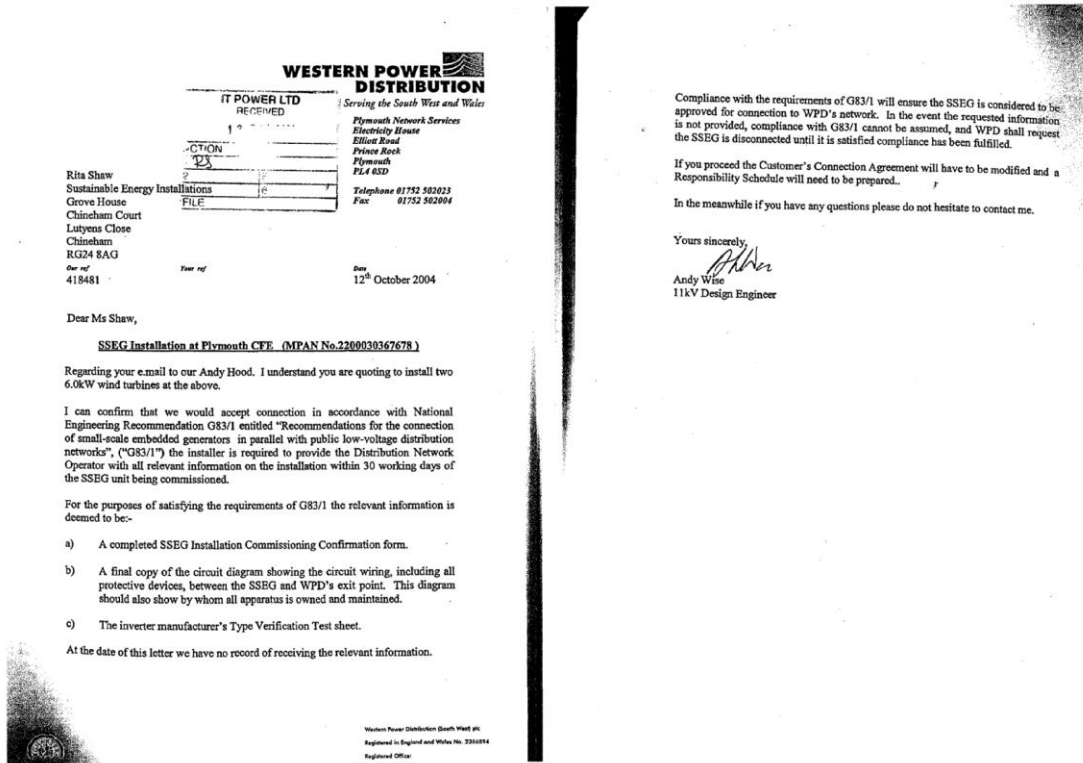 WESTERN POWER
DISTRIBUTION
Serving the South West and Wales
IT POWER LTD
RECEIVED
Plymouth Network Services
Electricity House
Elliott Road
Prince Rock
Plymouth
PL4 0SD
Telephone 01752 502023
Fax 01752 502004
FILE
Rita Shaw
Sustainable Energy Installations
Grove House
Chineham Court
Lutyens Close
Chineham
RG24 8AG
Our ref Your ref Date
418481 12th October 2004
Dear Ms Shaw,
SSEG Installation at Plymouth CFE (MPAN No.2200030367678 )
Regarding your e.mail to our Andy Hood. I understand you are quoting to install two
6.0kW wind turbines at the above.
I can confirm that we would accept connection in accordance with National
Engineering Recommendation G83/1 entitled “Recommendations for the connection
of small-scale embedded generators in parallel with public low-voltage distribution
networks”, (“G83/1”) the installer is required to provide the Distribution Network
Operator with all relevant information on the installation within 30 working days of
the SSEG unit being commissioned.
For the purposes of satisfying the requirements of G83/1 the relevant information is
deemed to be:-
a) A completed SSEG Installation Commissioning Confirmation form.
b) A final copy of the circuit diagram showing the circuit wiring, including all
protective devices, between the SSEG and WPD's exit point. This diagram
should also show by whom all apparatus is owned and maintained.
c) The inverter manufacturer's Type Verification Test sheet.
At the date of this letter we have no record of receiving the relevant information.
Western Power Distribution (South West) plc
Registered in England and Wales No. 2366894
Registered Office:
Compliance with the requirements of G83/1 will ensure the SSEG is considered to be
approved for connection to WPD's network. In the event the requested information
is not provided, compliance with G83/1 cannot be assumed, and WPD shall request
the SSEG is disconnected until it is satisfied compliance has been fulfilled.
If you proceed the Customer's Connection Agreement will have to be modified and a
Responsibility Schedule will need to be prepared..
In the meanwhile if you have any questions please do not hesitate to contact me.
Yours sincerely,
Andy Wise
11kV Design Engineer